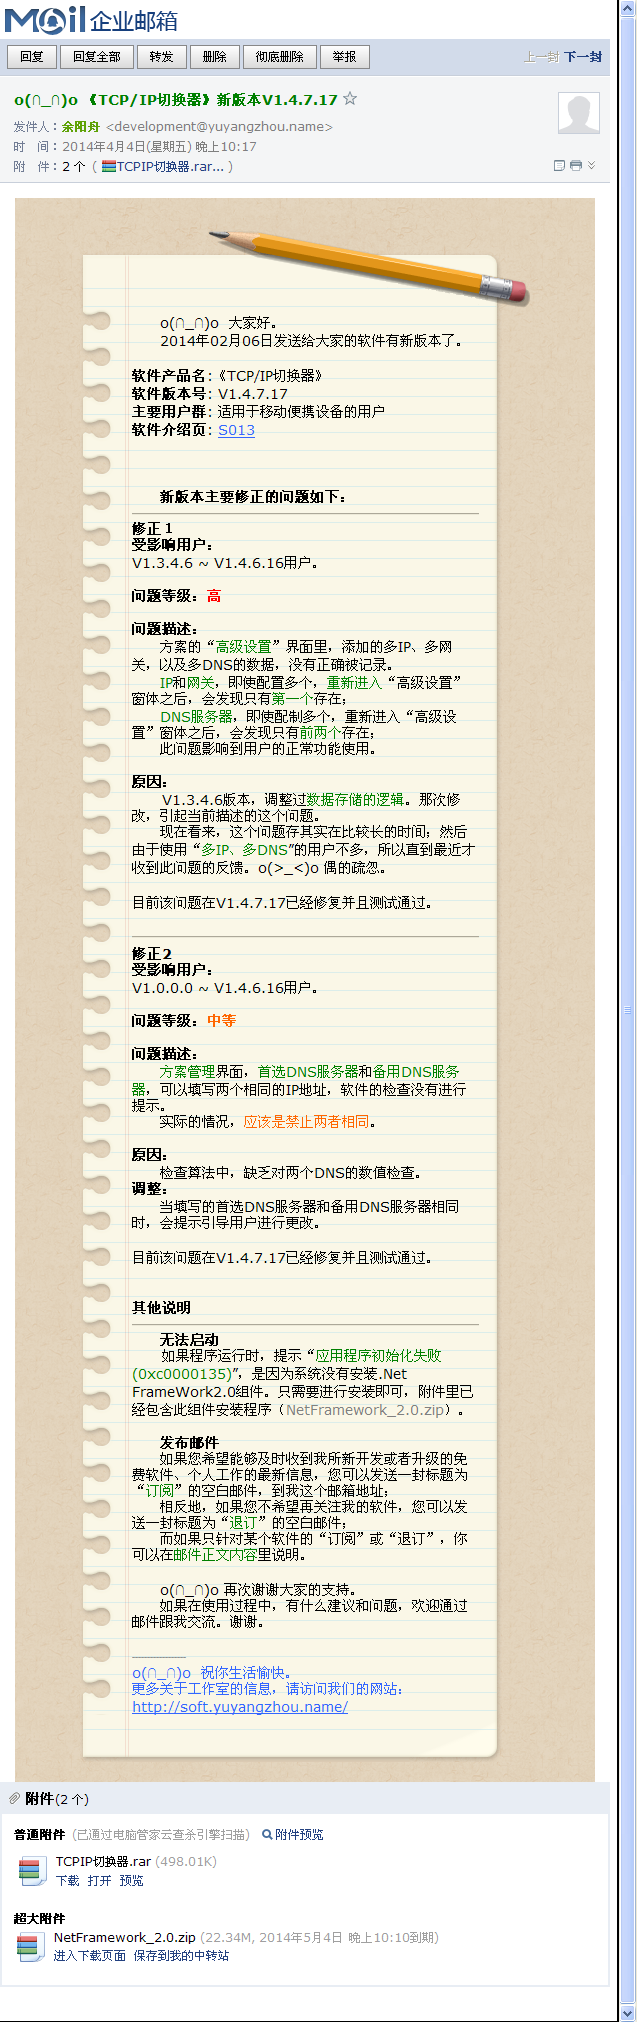 Mail 企业邮箱
回复 回复全部 转发 删除 彻底删除 举报 上一封 下一封
o(∩_∩)o 《TCP/IP切换器》新版本V1.4.7.17 ☆
发件人：余阳舟 <development@yuyangzhou.name>
时 间：2014年4月4日(星期五) 晚上10:17
附 件：2 个 ( TCPIP切换器.rar... )
o(∩_∩)o 大家好。
2014年02月06日发送给大家的软件有新版本了。
软件产品名：《TCP/IP切换器》
软件版本号：V1.4.7.17
主要用户群：适用于移动便携设备的用户
软件介绍页：S013
新版本主要修正的问题如下：
修正１
受影响用户：
V1.3.4.6 ~ V1.4.6.16用户。
问题等级：高
问题描述：
方案的“高级设置”界面里，添加的多IP、多网
关，以及多DNS的数据，没有正确被记录。
IP和网关，即使配置多个，重新进入“高级设置”
窗体之后，会发现只有第一个存在；
DNS服务器，即使配制多个，重新进入“高级设
置”窗体之后，会发现只有前两个存在；
此问题影响到用户的正常功能使用。
原因：
V1.3.4.6版本，调整过数据存储的逻辑。那次修
改，引起当前描述的这个问题。
现在看来，这个问题存其实在比较长的时间；然后
由于使用“多IP、多DNS”的用户不多，所以直到最近才
收到此问题的反馈。o(>_<)o 偶的疏忽。
目前该问题在V1.4.7.17已经修复并且测试通过。
修正2
受影响用户：
V1.0.0.0 ~ V1.4.6.16用户。
问题等级：中等
问题描述：
方案管理界面，首选DNS服务器和备用DNS服务
器，可以填写两个相同的IP地址，软件的检查没有进行
提示。
实际的情况，应该是禁止两者相同。
原因：
检查算法中，缺乏对两个DNS的数值检查。
调整：
当填写的首选DNS服务器和备用DNS服务器相同
时，会提示引导用户进行更改。
目前该问题在V1.4.7.17已经修复并且测试通过。
其他说明
无法启动
如果程序运行时，提示“应用程序初始化失败
(0xc0000135)”，是因为系统没有安装.Net
FrameWork2.0组件。只需要进行安装即可，附件里已
经包含此组件安装程序（NetFramework_2.0.zip）。
发布邮件
如果您希望能够及时收到我所新开发或者升级的免
费软件、个人工作的最新信息，您可以发送一封标题为
“订阅”的空白邮件，到我这个邮箱地址；
相反地，如果您不希望再关注我的软件，您可以发
送一封标题为“退订”的空白邮件；
而如果只针对某个软件的“订阅”或“退订”，你
可以在邮件正文内容里说明。
o(∩_∩)o 再次谢谢大家的支持。
如果在使用过程中，有什么建议和问题，欢迎通过
邮件跟我交流。谢谢。
o(∩_∩)o 祝你生活愉快。
更多关于工作室的信息，请访问我们的网站：
http://soft.yuyangzhou.name/
附件(2 个)
普通附件 (已通过电脑管家云查杀引擎扫描) 附件预览
TCPIP切换器.rar (498.01K)
下载 打开 预览
超大附件
NetFramework_2.0.zip (22.34M, 2014年5月4日 晚上10:10到期)
进入下载页面 保存到我的中转站